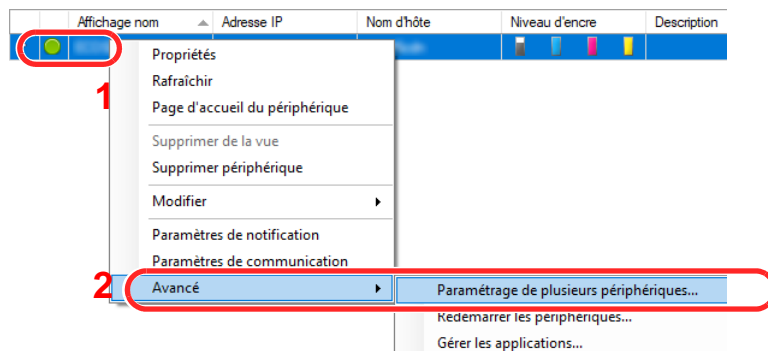 Affichage nom Adresse IP Nom d'hôte Niveau d'encre Description
1
Propriétés
Rafraîchir
Page d'accueil du périphérique
Supprimer de la vue
Supprimer périphérique
Modifier
Paramètres de notification
Paramètres de communication
2 Avancé Paramétrage de plusieurs périphériques...
Redémarrer les périphériques...
Gérer les applications...